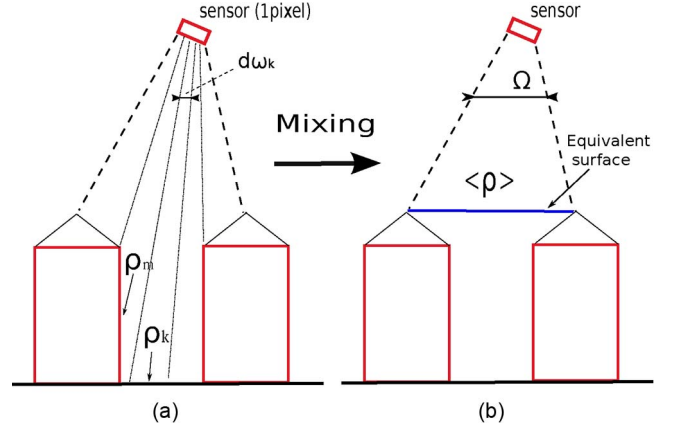 sensor (1pixel)
dωk
Mixing
ρm
ρk
(a)
sensor
Ω
Equivalent
surface
<ρ>
(b)